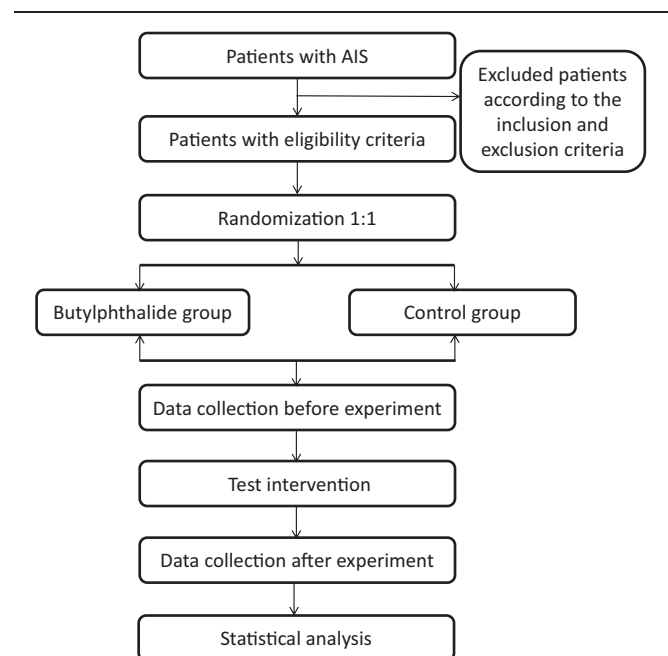 Patients with AIS
Excluded patients
according to the
inclusion and
exclusion criteria
Patients with eligibility criteria
Randomization 1:1
Butylphthalide group
Control group
Data collection before experiment
Test intervention
Data collection after experiment
Statistical analysis